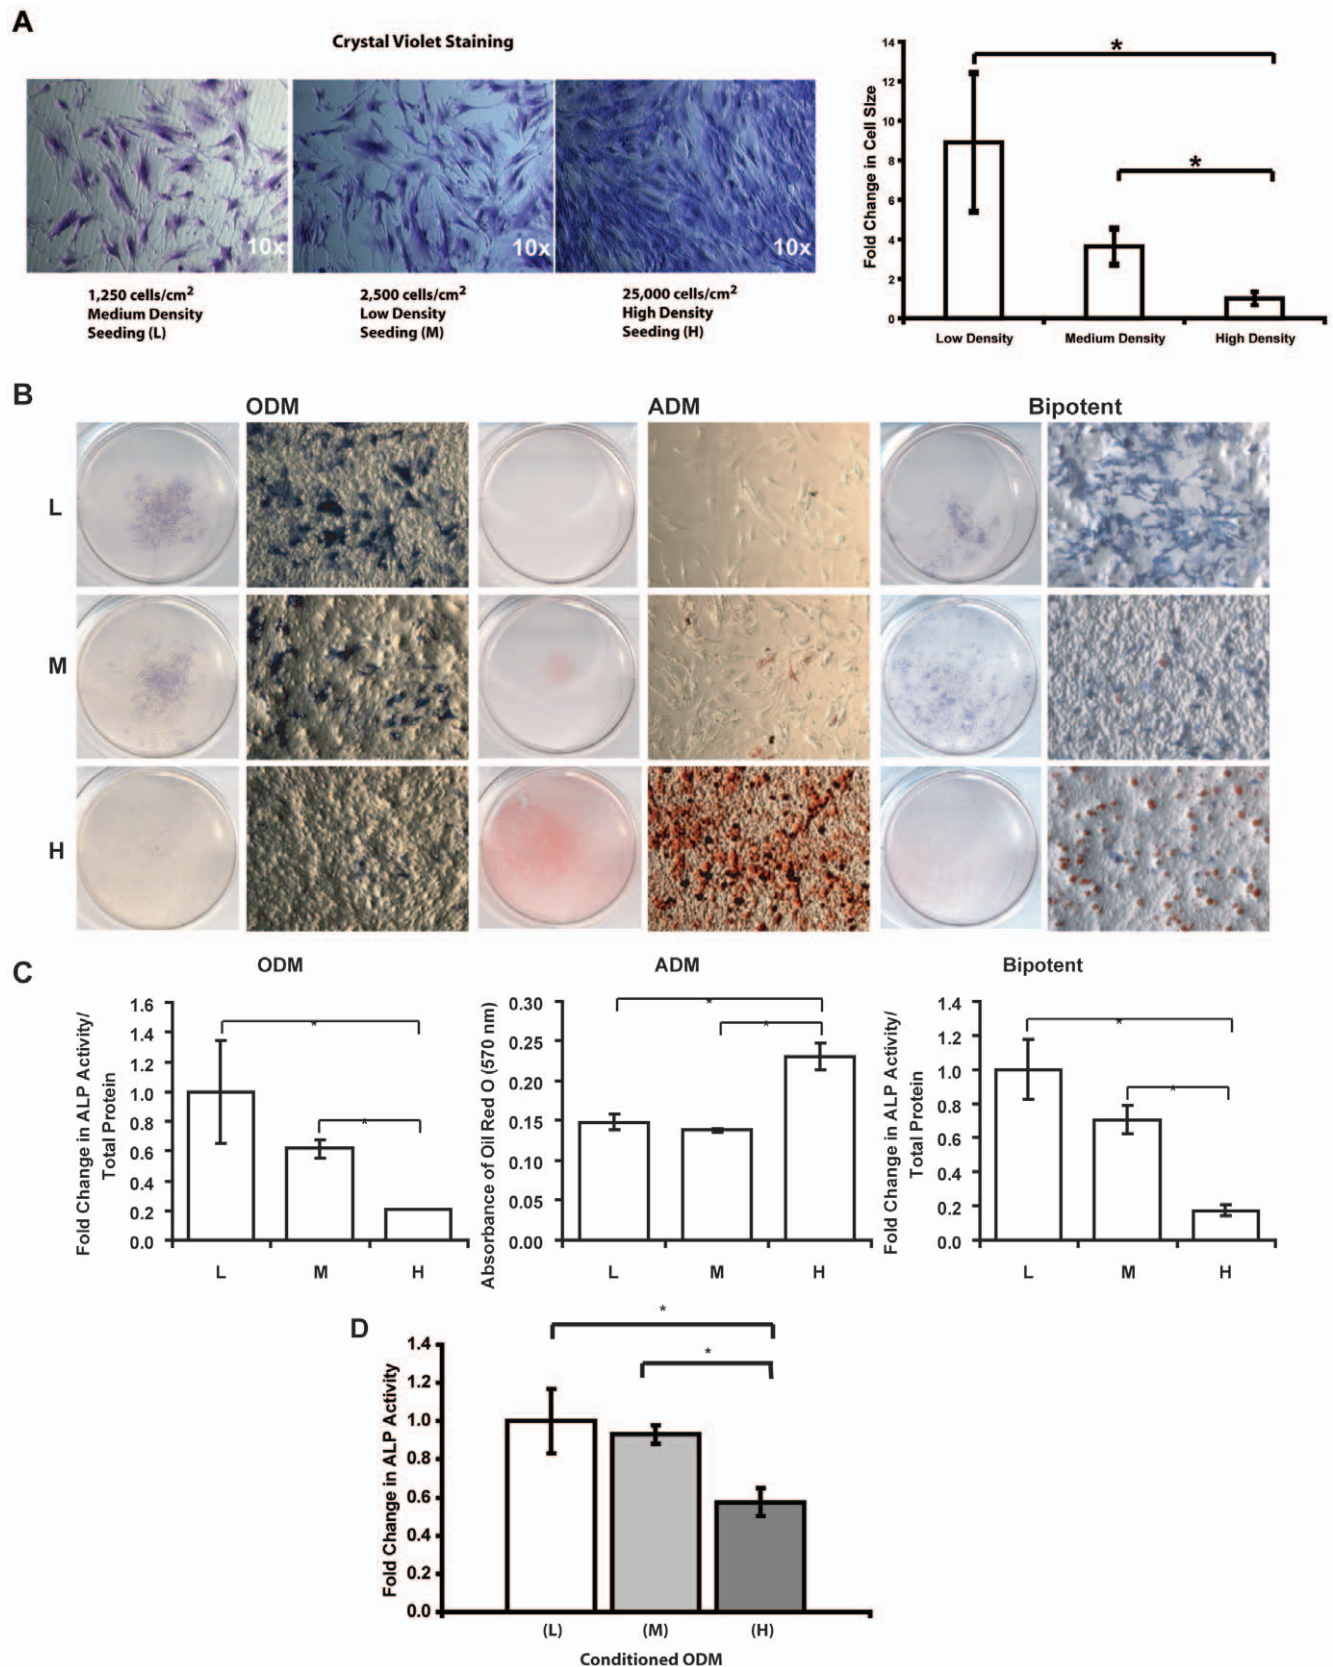 A
Crystal Violet Staining
10x
10x
10x
1,250 cells/cm²
Medium Density
Seeding (L)
2,500 cells/cm²
Low Density
Seeding (M)
25,000 cells/cm²
High Density
Seeding (H)
Fold Change in Cell SIze
14
12
10
8
6
4
2
0
*
*
Low Density
Medium Density
High Density
B
ODM
ADM
Bipotent
L
M
H
C
ODM
Fold Change in ALP Activity/
Total Protein
1.6
1.4
1.2
1.0
0.8
0.6
0.4
0.2
0.0
*
*
L
M
H
ADM
Absorbance of Oil Red O (570 nm)
0.30
0.25
0.20
0.15
0.10
0.05
0.00
*
*
L
M
H
Bipotent
Fold Change in ALP Activity/
Total Protein
1.4
1.2
1.0
0.8
0.6
0.4
0.2
0.0
*
*
L
M
H
D
Fold Change in ALP Activity
1.4
1.2
1.0
0.8
0.6
0.4
0.2
0.0
*
*
(L)
(M)
(H)
Conditioned ODM